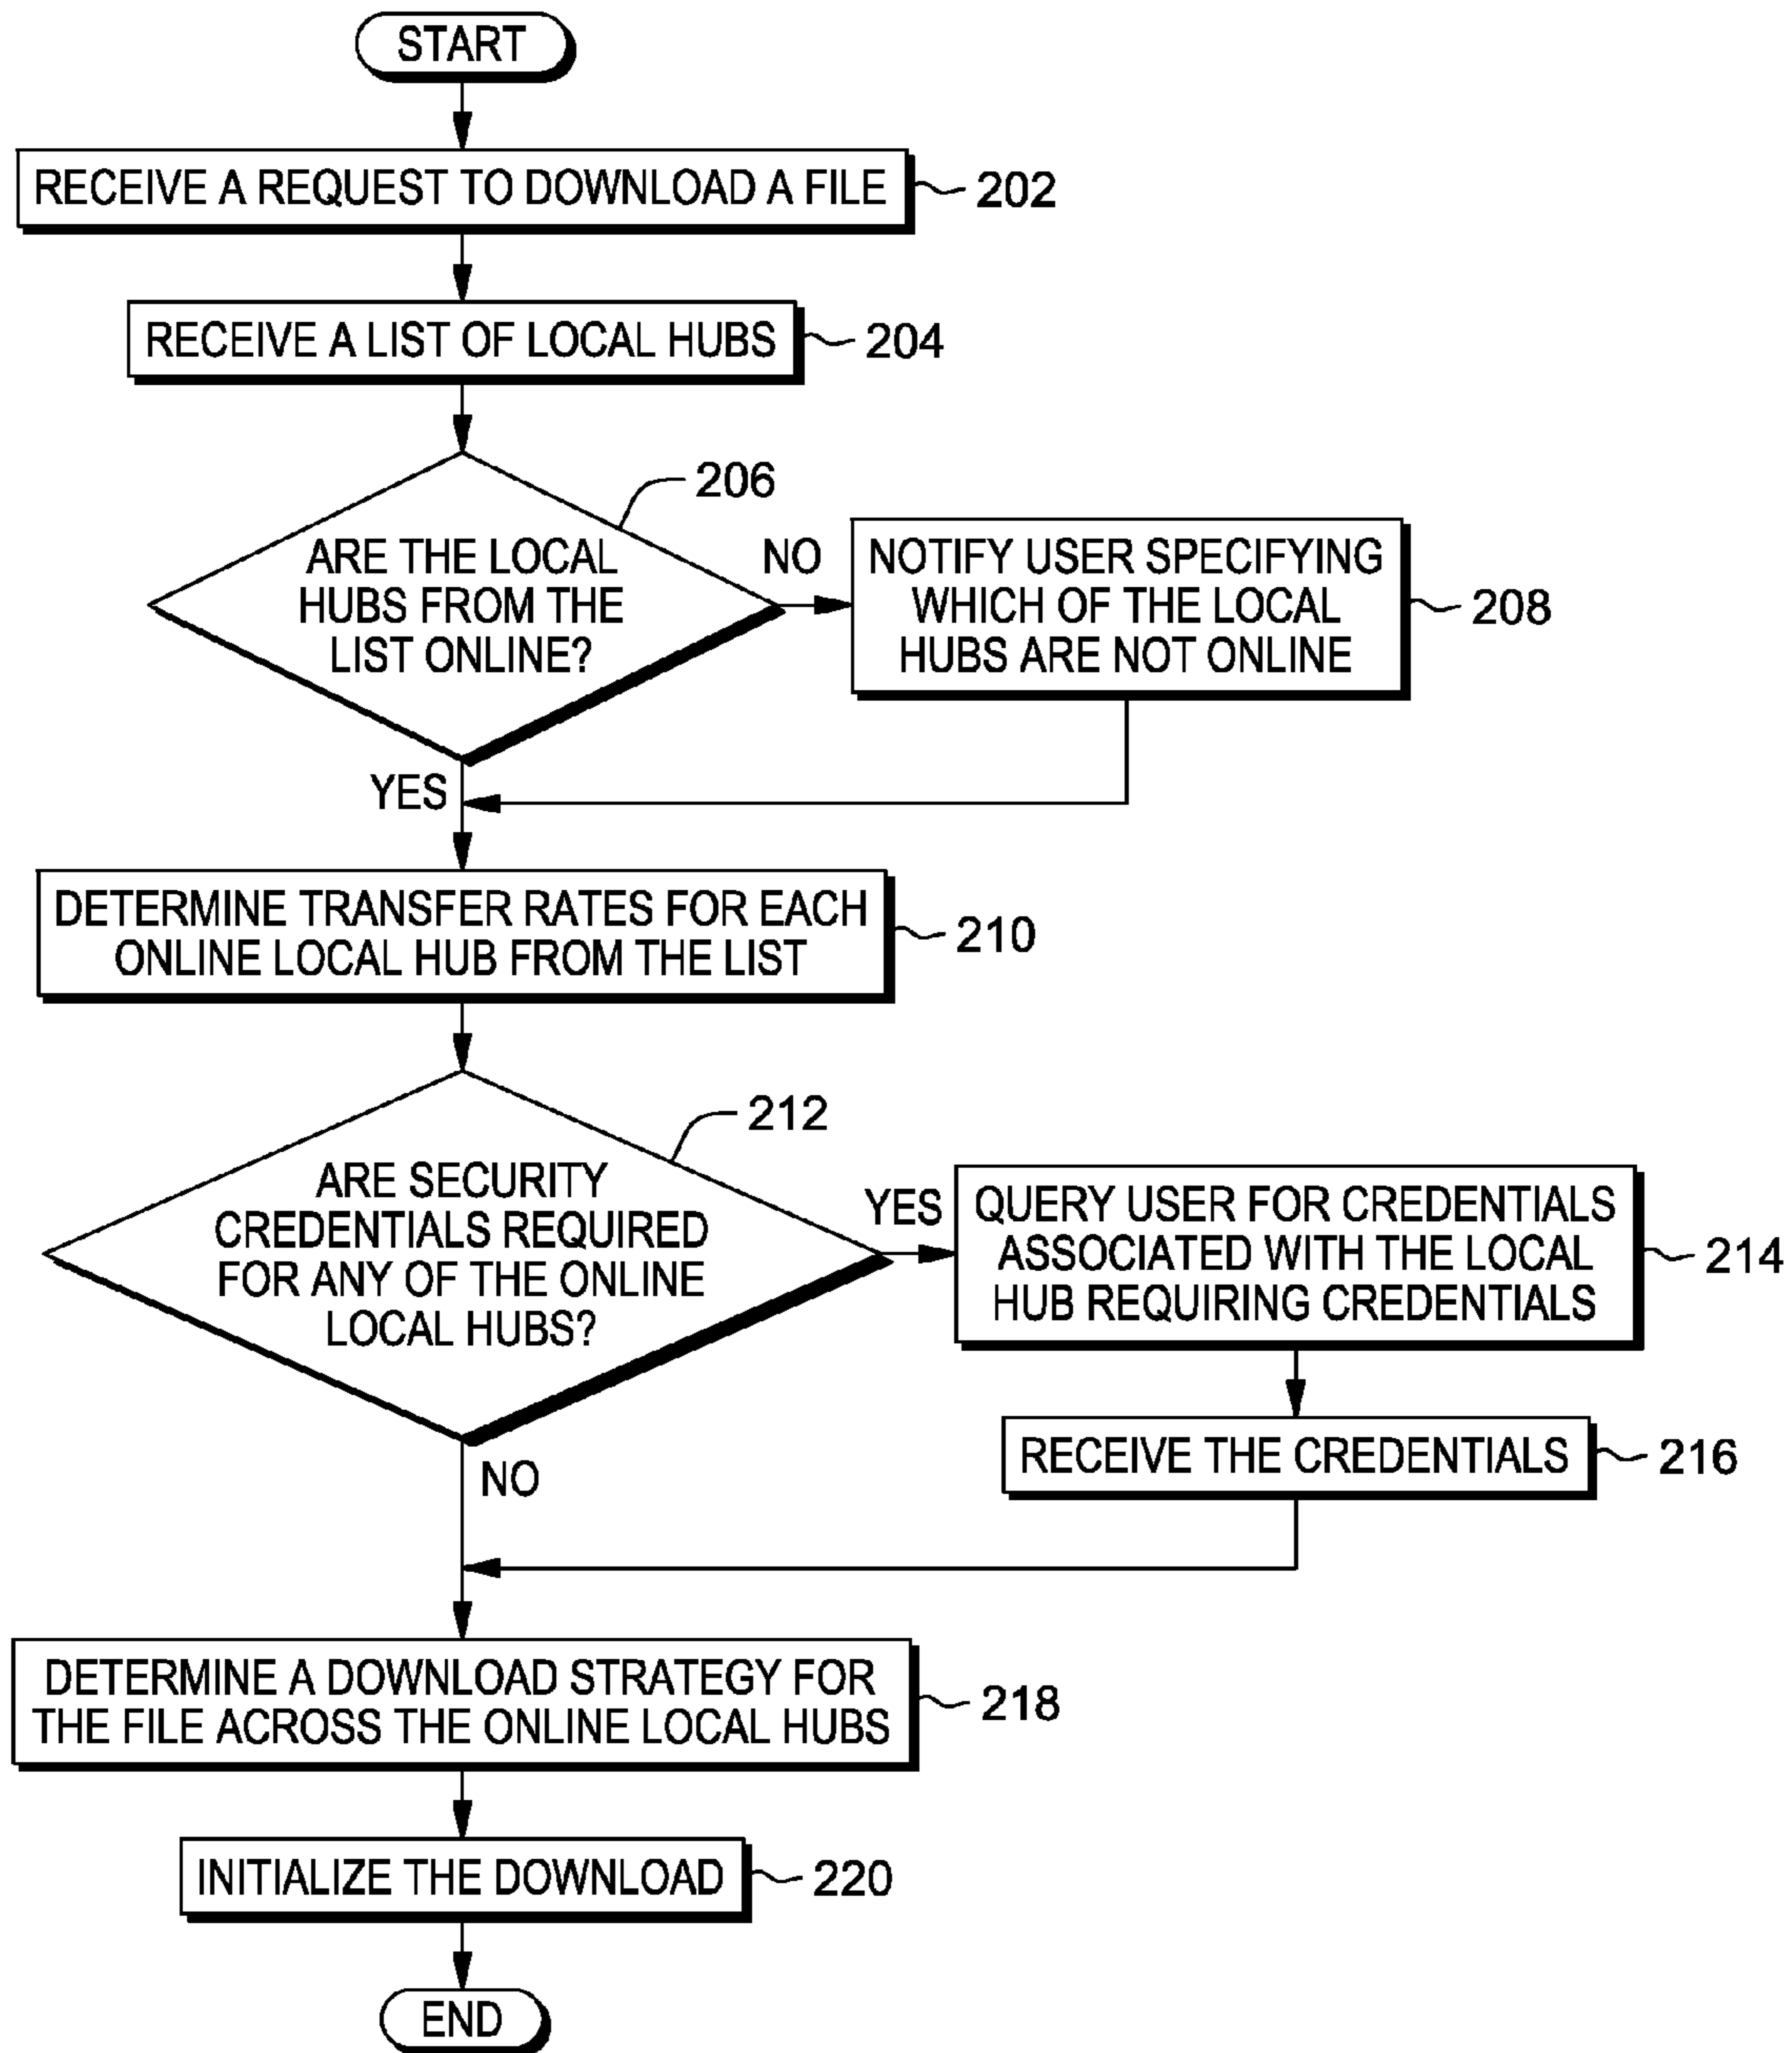 START
RECEIVE A REQUEST TO DOWNLOAD A FILE
202
RECEIVE A LIST OF LOCAL HUBS
204
206
ARE THE LOCAL
HUBS FROM THE
LIST ONLINE?
NO
NOTIFY USER SPECIFYING
WHICH OF THE LOCAL
HUBS ARE NOT ONLINE
208
YES
DETERMINE TRANSFER RATES FOR EACH
ONLINE LOCAL HUB FROM THE LIST
210
212
ARE SECURITY
CREDENTIALS REQUIRED
FOR ANY OF THE ONLINE
LOCAL HUBS?
YES
QUERY USER FOR CREDENTIALS
ASSOCIATED WITH THE LOCAL
HUB REQUIRING CREDENTIALS
214
RECEIVE THE CREDENTIALS
216
NO
DETERMINE A DOWNLOAD STRATEGY FOR
THE FILE ACROSS THE ONLINE LOCAL HUBS
218
INITIALIZE THE DOWNLOAD
220
END